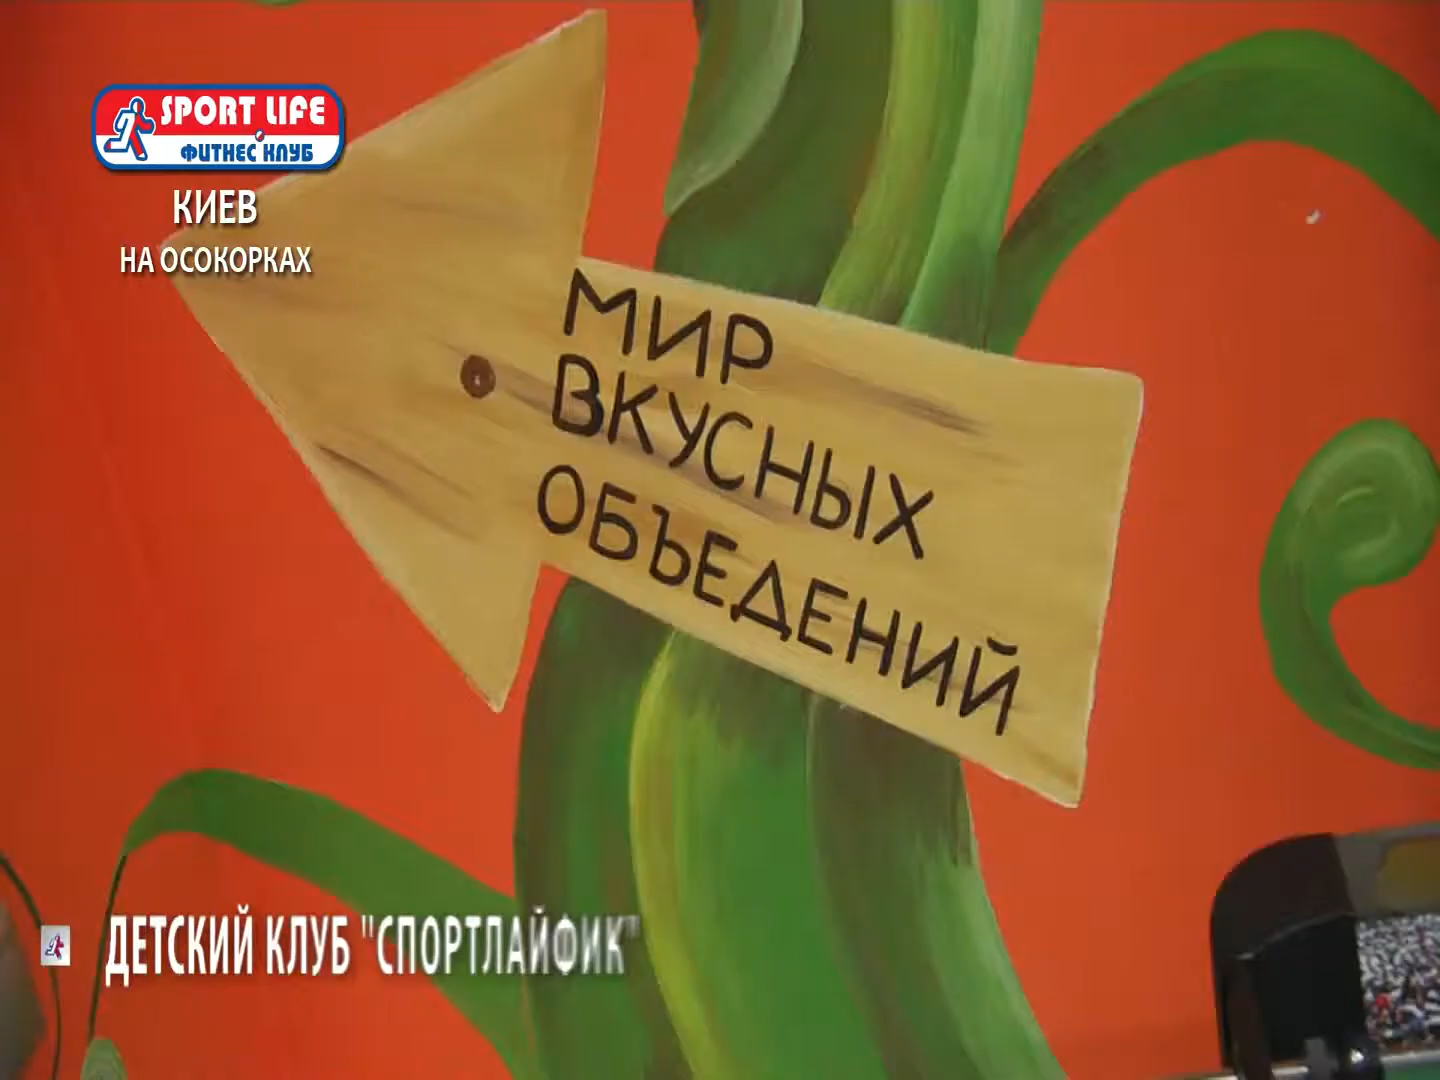 SPORT LIFE
ФИТНЕС КЛУБ
КИЕВ
НА ОСОКОРКАХ
МИР
ВКУСНЫХ
ОБЪЕДЕНИЙ
ДЕТСКИЙ КЛУБ "СПОРТЛАЙФИК"